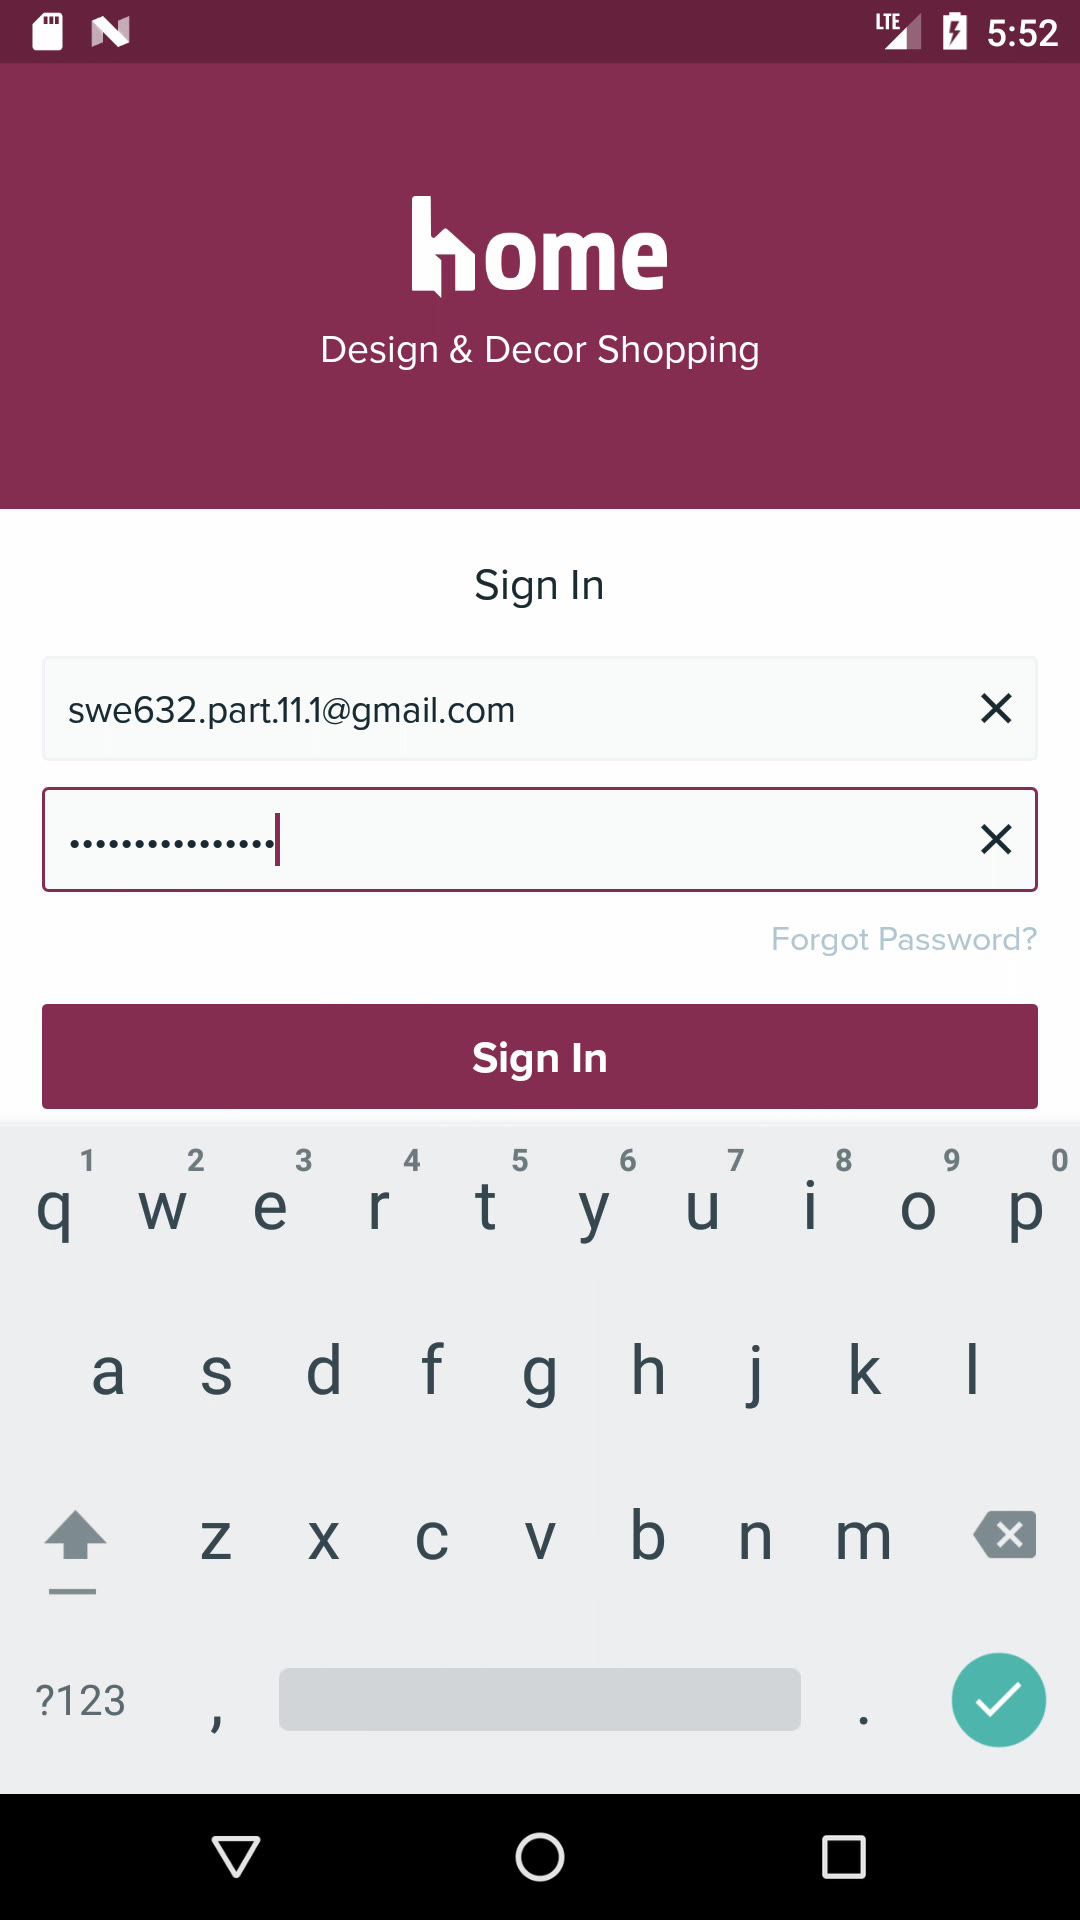 LTE 5:52
home
Design & Decor Shopping
Sign In
swe632.part.11.1@gmail.com
••••••••••••••••
Forgot Password?
Sign In
1 2 3 4 5 6 7 8 9 0
q w e r t y u i o p
a s d f g h j k l
z x c v b n m
?123 , .